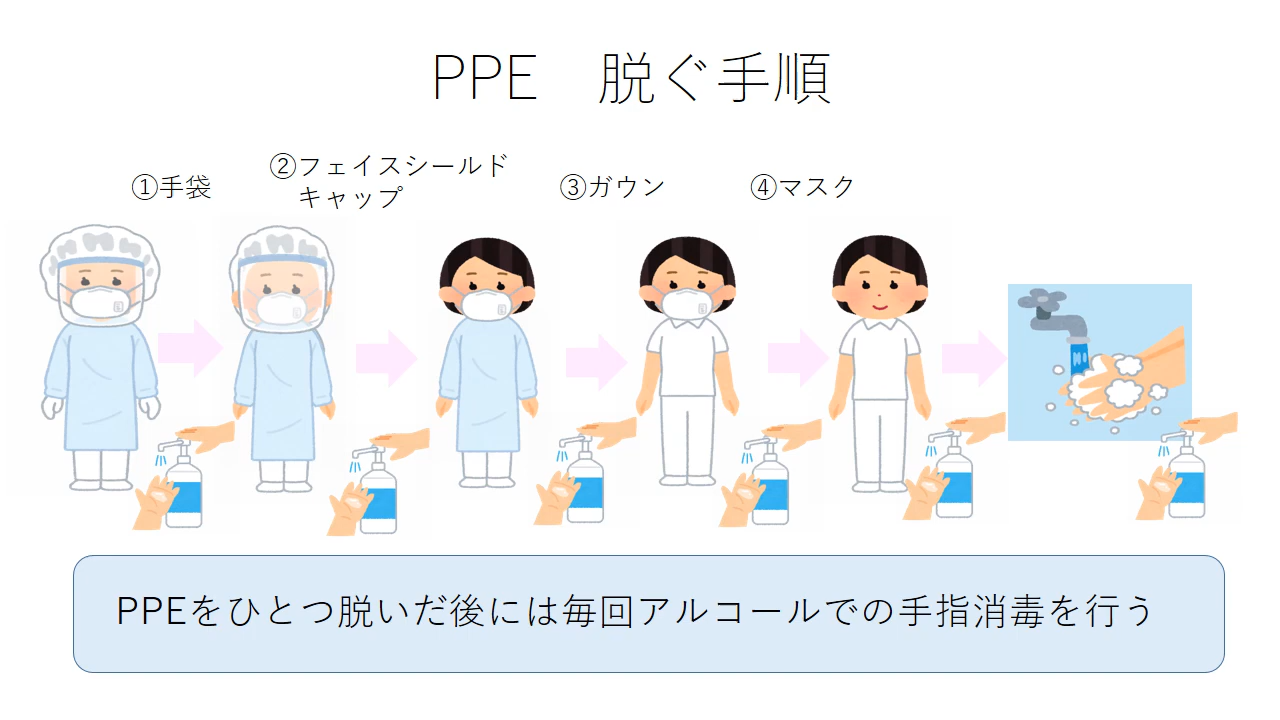 PPE　脱ぐ手順
①手袋
②フェイスシールド
キャップ
③ガウン
④マスク
PPEをひとつ脱いだ後には毎回アルコールでの手指消毒を行う